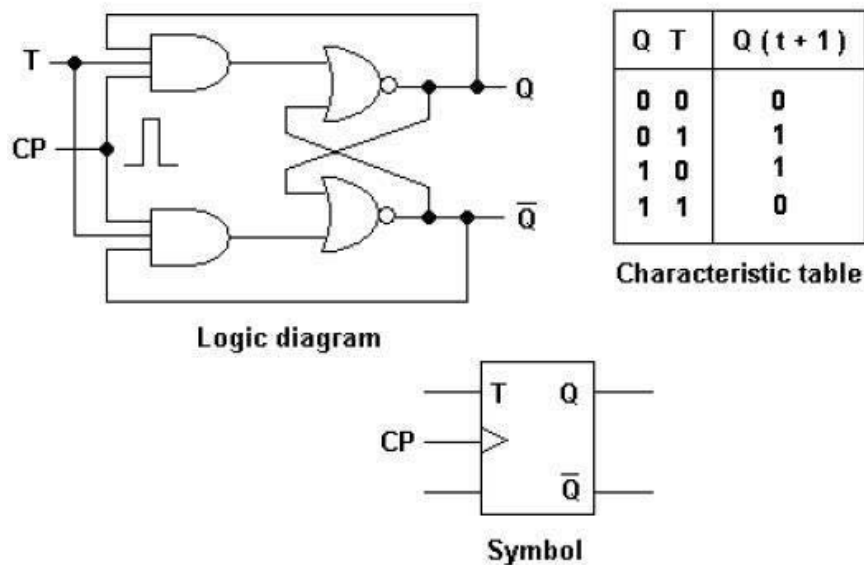 T
CP
Q
Q̅
Logic diagram
Q T Q ( t + 1 )
0 0 0
0 1 1
1 0 1
1 1 0
Characteristic table
T Q
CP
Q̅
Symbol